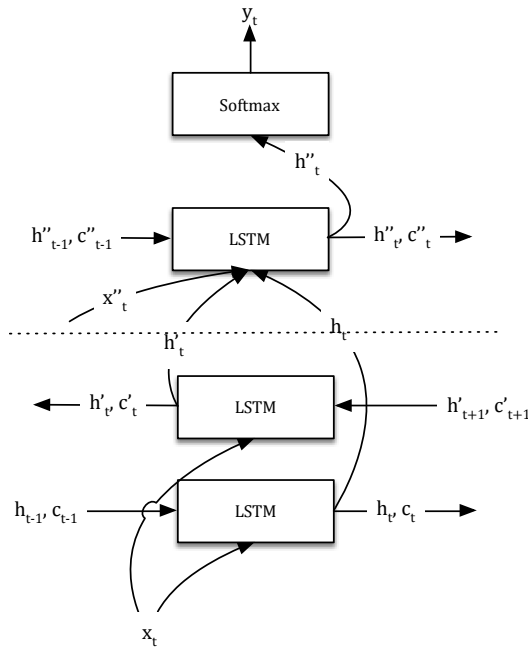 y_t
Softmax
h''_t
h''_{t-1}, c''_{t-1}
LSTM
h''_t, c''_t
x''_t
h'_t
h_t
h'_t, c'_t
LSTM
h'_{t+1}, c'_{t+1}
h_{t-1}, c_{t-1}
LSTM
h_t, c_t
x_t